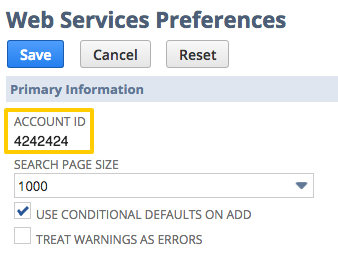 Web Services Preferences
Save Cancel Reset
Primary Information
ACCOUNT ID
4242424
SEARCH PAGE SIZE
1000
USE CONDITIONAL DEFAULTS ON ADD
TREAT WARNINGS AS ERRORS